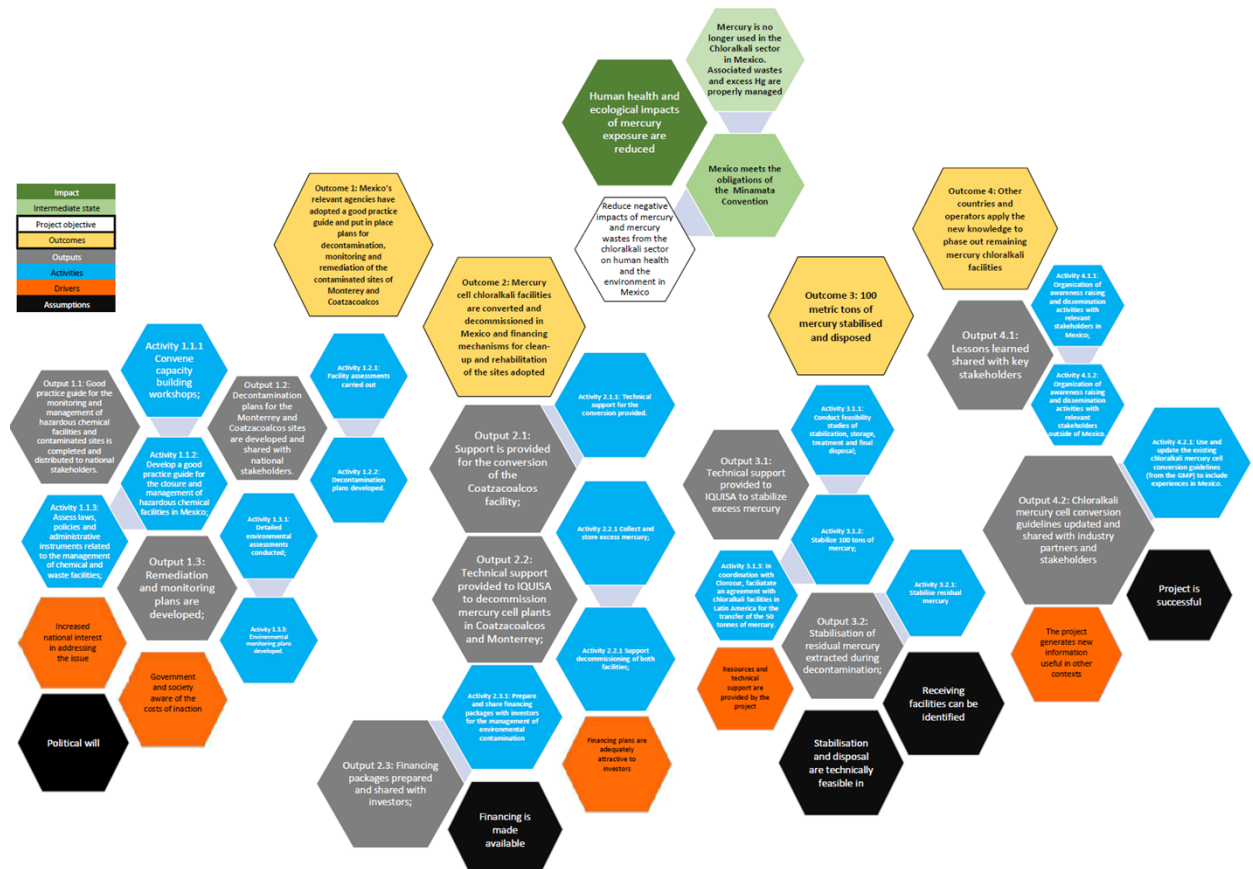 Mercury is no
longer used in the
Chloralkali sector
in Mexico.
Associated wastes
and excess Hg are
properly managed
Human health and
ecological impacts
of mercury
exposure are
reduced
Mexico meets the
obligations of
the Minamata
Convention
Reduce negative
impacts of mercury
and mercury
wastes from the
chloralkali sector
on human health
and the
environment in
Mexico
Impact
Intermediate state
Project objective
Outcomes
Outputs
Activities
Drivers
Assumptions
Outcome 1: Mexico's
relevant agencies have
adopted a good practice
guide and put in place
plans for
decontamination,
monitoring and
remediation of the
contaminated sites of
Monterey and
Coatzacoalcos
Activity 1.1.1
Convene
capacity
building
workshops;
Output 1.1: Good
practice guide for the
monitoring and
management of
hazardous chemical
facilities and
contaminated sites is
completed and
distributed to national
stakeholders.
Activity 1.1.2:
Develop a good
practice guide for
the closure and
management of
hazardous chemical
facilities in Mexico;
Activity 1.1.3:
Assess laws,
policies and
administrative
instruments related
to the management
of chemical and
waste facilities;
Output 1.2:
Decontamination
plans for the
Monterrey and
Coatzacoalcos sites
are developed and
shared with
national
stakeholders.
Activity 1.2.1:
Facility assessments
carried out
Activity 1.2.2:
Decontamination
plans developed.
Output 1.3:
Remediation
and monitoring
plans are
developed;
Activity 1.3.1:
Detailed
environmental
assessments
conducted;
Activity 1.3.3:
Environmental
monitoring plans
developed.
Increased
national interest
in addressing
the issue
Government
and society
aware of the
costs of inaction
Political will
Outcome 2: Mercury
cell chloralkali facilities
are converted and
decommissioned in
Mexico and financing
mechanisms for clean-
up and rehabilitation
of the sites adopted
Output 2.1:
Support is provided
for the conversion
of the
Coatzacoalcos
facility;
Activity 2.1.1: Technical
support for the
conversion provided.
Output 2.2:
Technical support
provided to IQUISA
to decommission
mercury cell plants
in Coatzacoalcos
and Monterrey;
Activity 2.2.1 Collect and
store excess mercury;
Activity 2.2.1 Support
decommissioning of both
facilities;
Activity 2.3.1: Prepare
and share financing
packages with investors
for the management of
environmental
contamination
Output 2.3: Financing
packages prepared
and shared with
investors;
Financing plans are
adequately
attractive to
investors
Financing is
made
available
Outcome 3: 100
metric tons of
mercury stabilised
and disposed
Output 3.1:
Technical support
provided to
IQUISA to stabilize
excess mercury
Activity 3.1.1:
Conduct feasibility
studies of
stabilization, storage,
treatment and final
disposal;
Activity 3.1.2:
Stabilize 100 tons of
mercury;
Activity 3.1.3: In
coordination with
Clorosur, faciliatate
an agreement with
chloralkali facilities in
Latin America for the
transfer of the 50
tonnes of mercury.
Output 3.2:
Stabilisation of
residual mercury
extracted during
decontamination;
Activity 3.2.1:
Stabilise residual
mercury
Resources and
technical
support are
provided by the
project
Receiving
facilities can be
identified
Stabilisation
and disposal
are technically
feasible in
Outcome 4: Other
countries and
operators apply the
new knowledge to
phase out remaining
mercury chloralkali
facilities
Output 4.1:
Lessons learned
shared with key
stakeholders
Activity 4.1.1:
Organization of
awareness raising
and dissemination
activities with
relevant
stakeholders in
Mexico;
Activity 4.1.2:
Organization of
awareness raising
and dissemination
activities with
relevant
stakeholders
outside of Mexico.
Activity 4.2.1: Use and
update the existing
chloralkali mercury cell
conversion guidelines
(from the GMP) to include
experiences in Mexico.
Output 4.2: Chloralkali
mercury cell conversion
guidelines updated and
shared with industry
partners and
stakeholders
Project is
successful
The project
generates new
information
useful in other
contexts